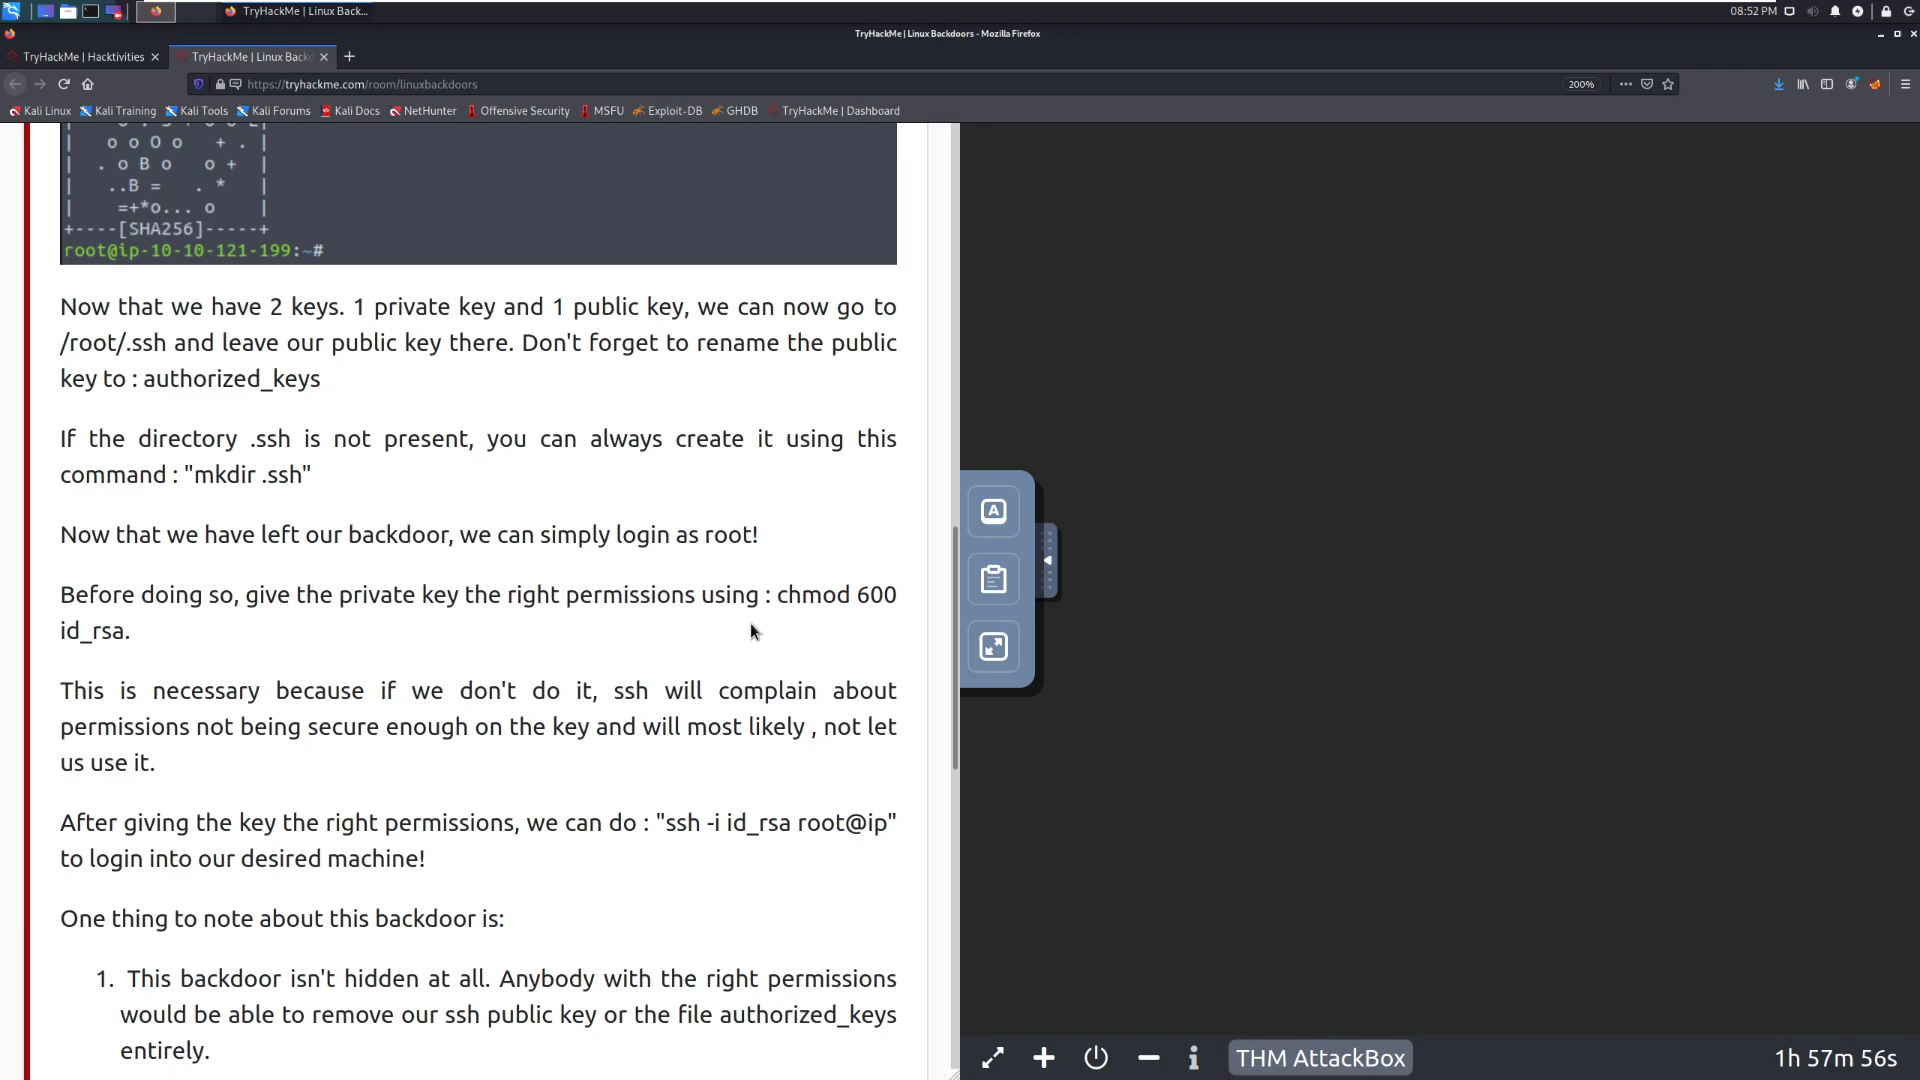 TryHackMe | Linux Back...
08:52 PM
TryHackMe | Linux Backdoors - Mozilla Firefox
TryHackMe | Hacktivities
TryHackMe | Linux Backd
https://tryhackme.com/room/linuxbackdoors
200%
Kali Linux Kali Training Kali Tools Kali Forums Kali Docs NetHunter Offensive Security MSFU Exploit-DB GHDB TryHackMe | Dashboard
|   o o O o   + . |
|  . o B o   o +  |
|   ..B =   . *   |
|    =+*o... o    |
+----[SHA256]-----+
root@ip-10-10-121-199:~#
Now that we have 2 keys. 1 private key and 1 public key, we can now go to
/root/.ssh and leave our public key there. Don't forget to rename the public
key to : authorized_keys
If the directory .ssh is not present, you can always create it using this
command : "mkdir .ssh"
Now that we have left our backdoor, we can simply login as root!
Before doing so, give the private key the right permissions using : chmod 600
id_rsa.
This is necessary because if we don't do it, ssh will complain about
permissions not being secure enough on the key and will most likely , not let
us use it.
After giving the key the right permissions, we can do : "ssh -i id_rsa root@ip"
to login into our desired machine!
One thing to note about this backdoor is:
1. This backdoor isn't hidden at all. Anybody with the right permissions
would be able to remove our ssh public key or the file authorized_keys
entirely.
A
THM AttackBox
1h 57m 56s